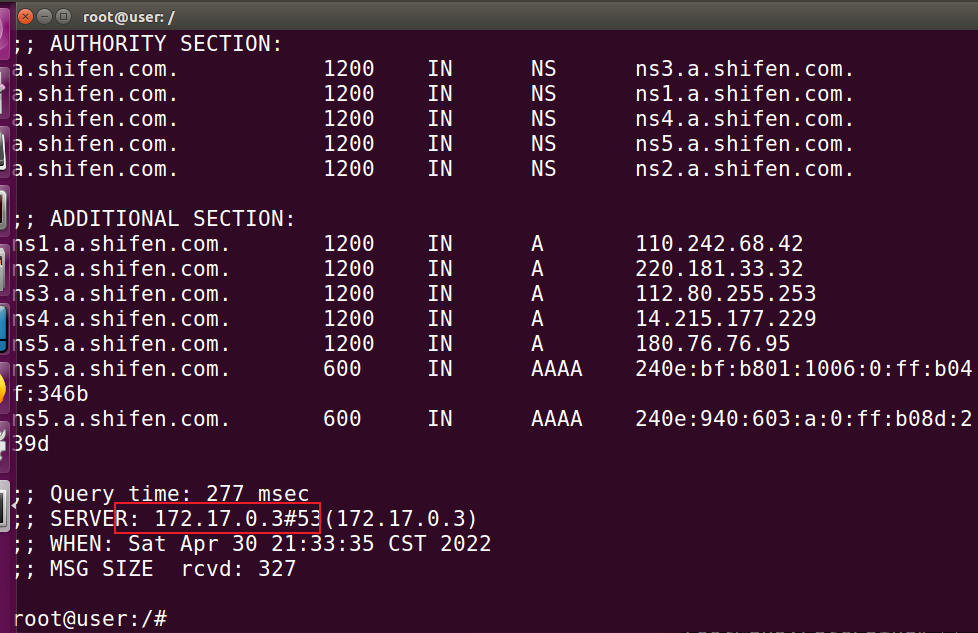 root@user: /
;; AUTHORITY SECTION:
a.shifen.com. 1200 IN NS ns3.a.shifen.com.
a.shifen.com. 1200 IN NS ns1.a.shifen.com.
a.shifen.com. 1200 IN NS ns4.a.shifen.com.
a.shifen.com. 1200 IN NS ns5.a.shifen.com.
a.shifen.com. 1200 IN NS ns2.a.shifen.com.
;; ADDITIONAL SECTION:
ns1.a.shifen.com. 1200 IN A 110.242.68.42
ns2.a.shifen.com. 1200 IN A 220.181.33.32
ns3.a.shifen.com. 1200 IN A 112.80.255.253
ns4.a.shifen.com. 1200 IN A 14.215.177.229
ns5.a.shifen.com. 1200 IN A 180.76.76.95
ns5.a.shifen.com. 600 IN AAAA 240e:bf:b801:1006:0:ff:b04
f:346b
ns5.a.shifen.com. 600 IN AAAA 240e:940:603:a:0:ff:b08d:2
39d
;; Query time: 277 msec
;; SERVER: 172.17.0.3#53(172.17.0.3)
;; WHEN: Sat Apr 30 21:33:35 CST 2022
;; MSG SIZE rcvd: 327
root@user:/#